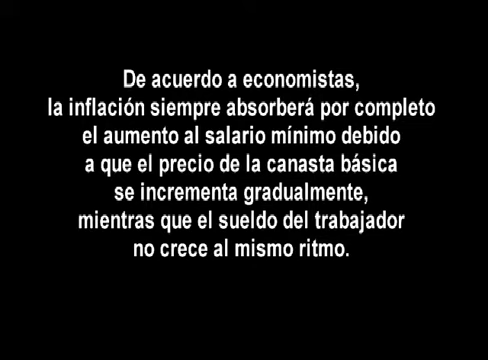 De acuerdo a economistas,
la inflación siempre absorberá por completo
el aumento al salario mínimo debido
a que el precio de la canasta básica
se incrementa gradualmente,
mientras que el sueldo del trabajador
no crece al mismo ritmo.